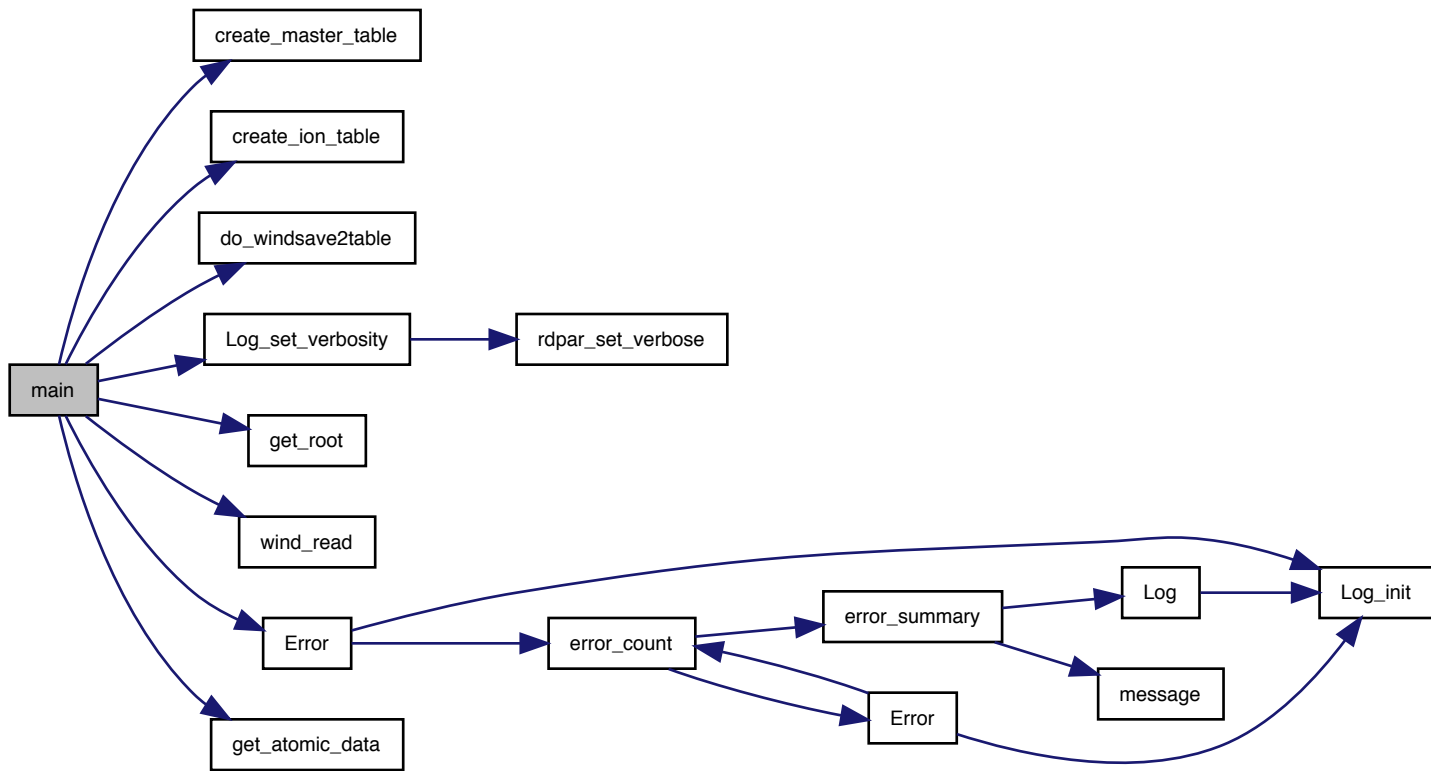 create_master_table
create_ion_table
do_windsave2table
Log_set_verbosity
rdpar_set_verbose
main
get_root
wind_read
Log
Log_init
error_summary
Error
error_count
message
Error
get_atomic_data